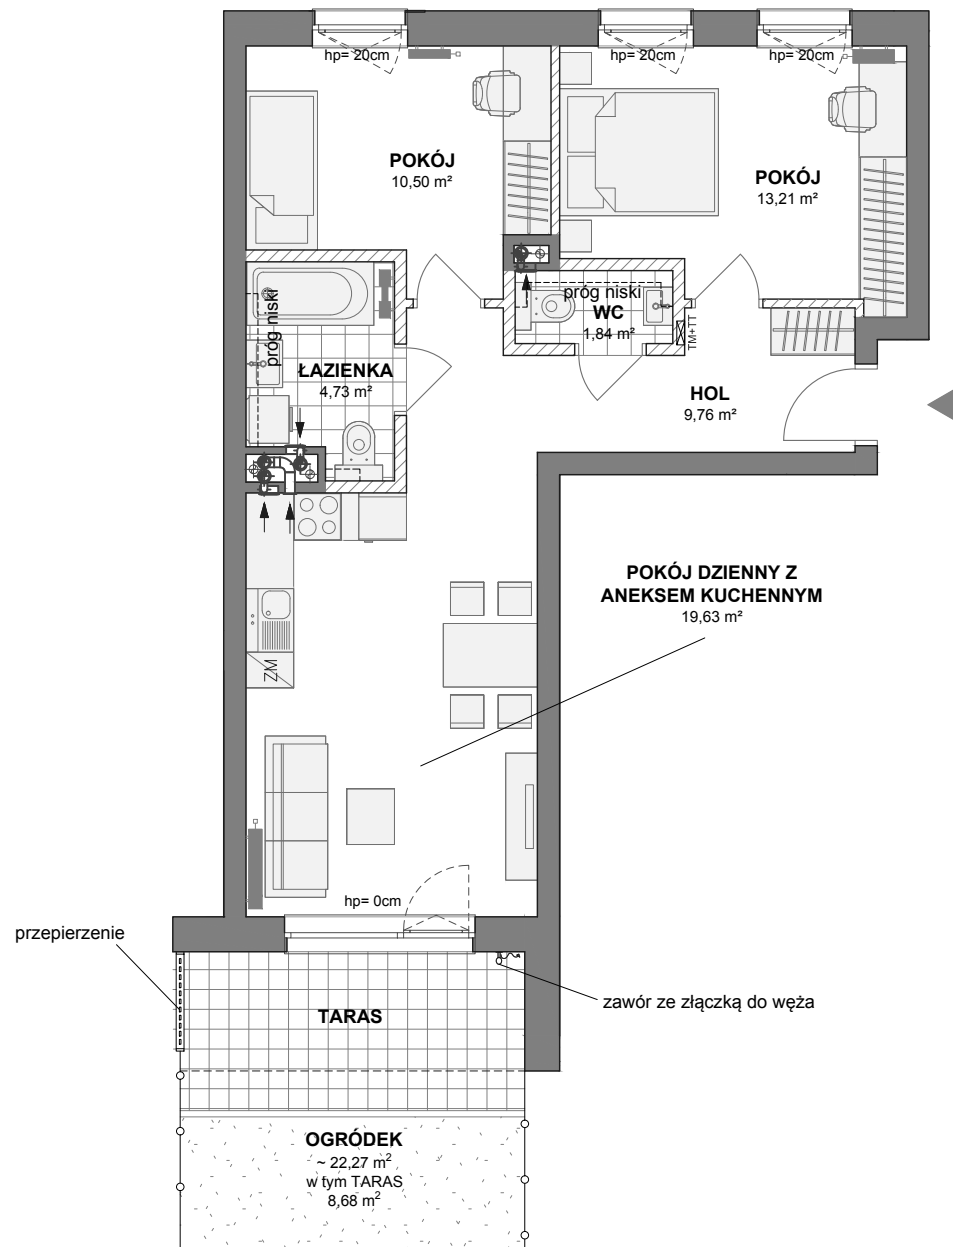 hp= 20cm
hp= 20cm
hp= 20cm
POKÓJ
10,50 m²
POKÓJ
13,21 m²
próg niski
próg niski
WC
1,84 m²
TM+TT
ŁAZIENKA
4,73 m²
HOL
9,76 m²
POKÓJ DZIENNY Z
ANEKSEM KUCHENNYM
19,63 m²
ZM
hp= 0cm
przepierzenie
zawór ze złączką do węża
TARAS
OGRÓDEK
~ 22,27 m²
w tym TARAS
8,68 m²